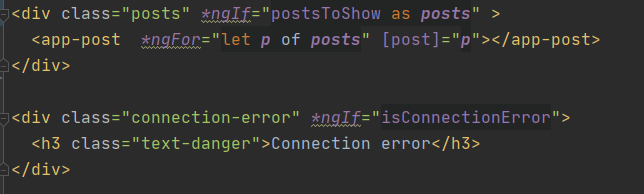 <div class="posts" *ngIf="postsToShow as posts" >
<app-post  *ngFor="let p of posts" [post]="p"></app-post>
</div>
<div class="connection-error" *ngIf="isConnectionError">
<h3 class="text-danger">Connection error</h3>
</div>